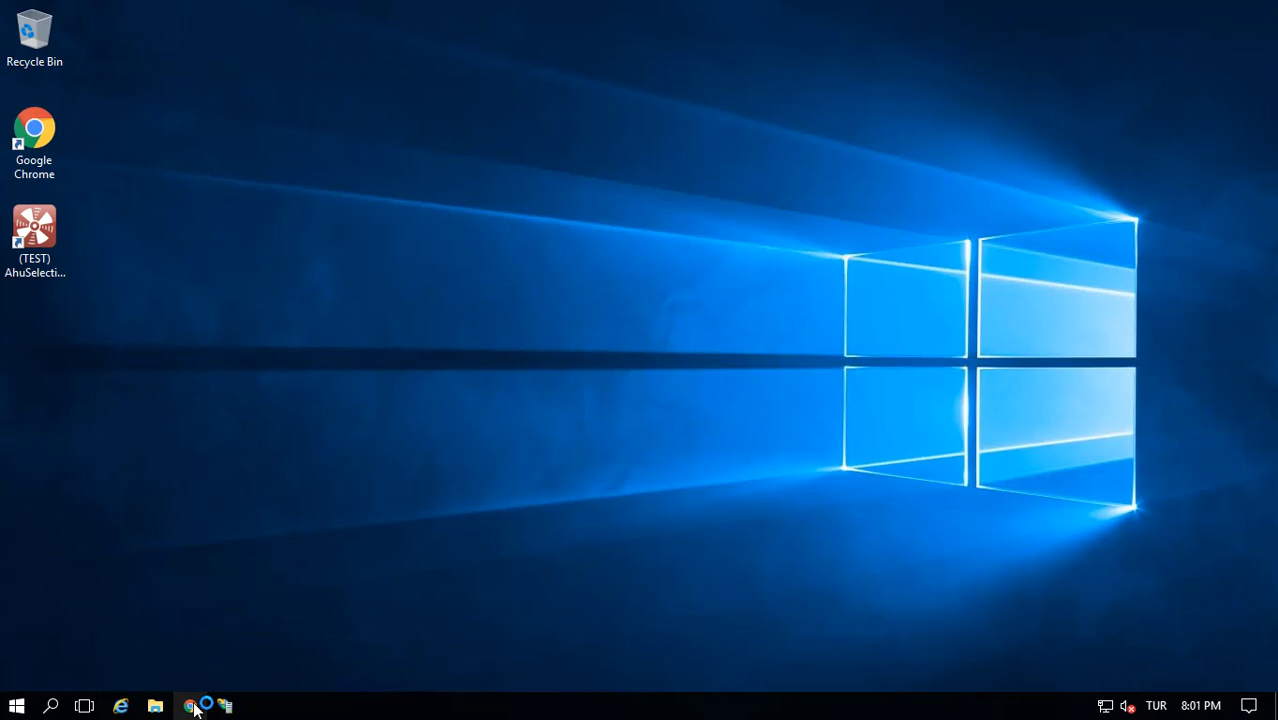 Recycle Bin
Google
Chrome
(TEST)
AhuSelecti...
TUR
8:01 PM